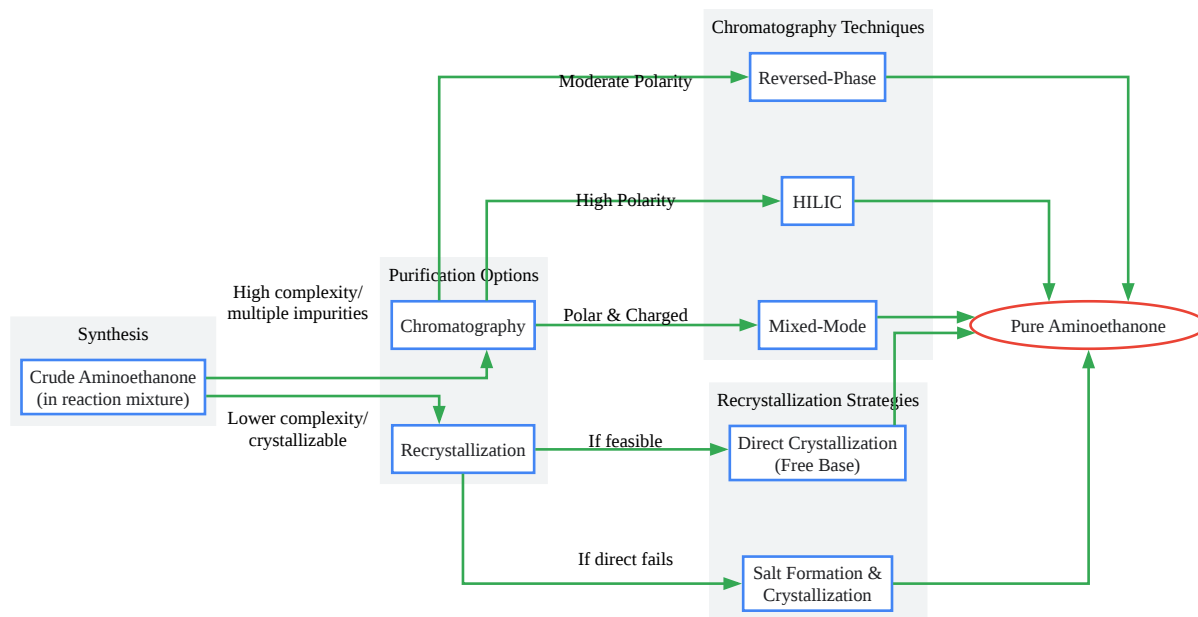 Chromatography Techniques
Moderate Polarity
Reversed-Phase
High Polarity
HILIC
Purification Options
High complexity/
multiple impurities
Chromatography
Polar & Charged
Mixed-Mode
Pure Aminoethanone
Synthesis
Crude Aminoethanone
(in reaction mixture)
Lower complexity/
crystallizable
Recrystallization Strategies
Recrystallization
If feasible
Direct Crystallization
(Free Base)
If direct fails
Salt Formation &
Crystallization